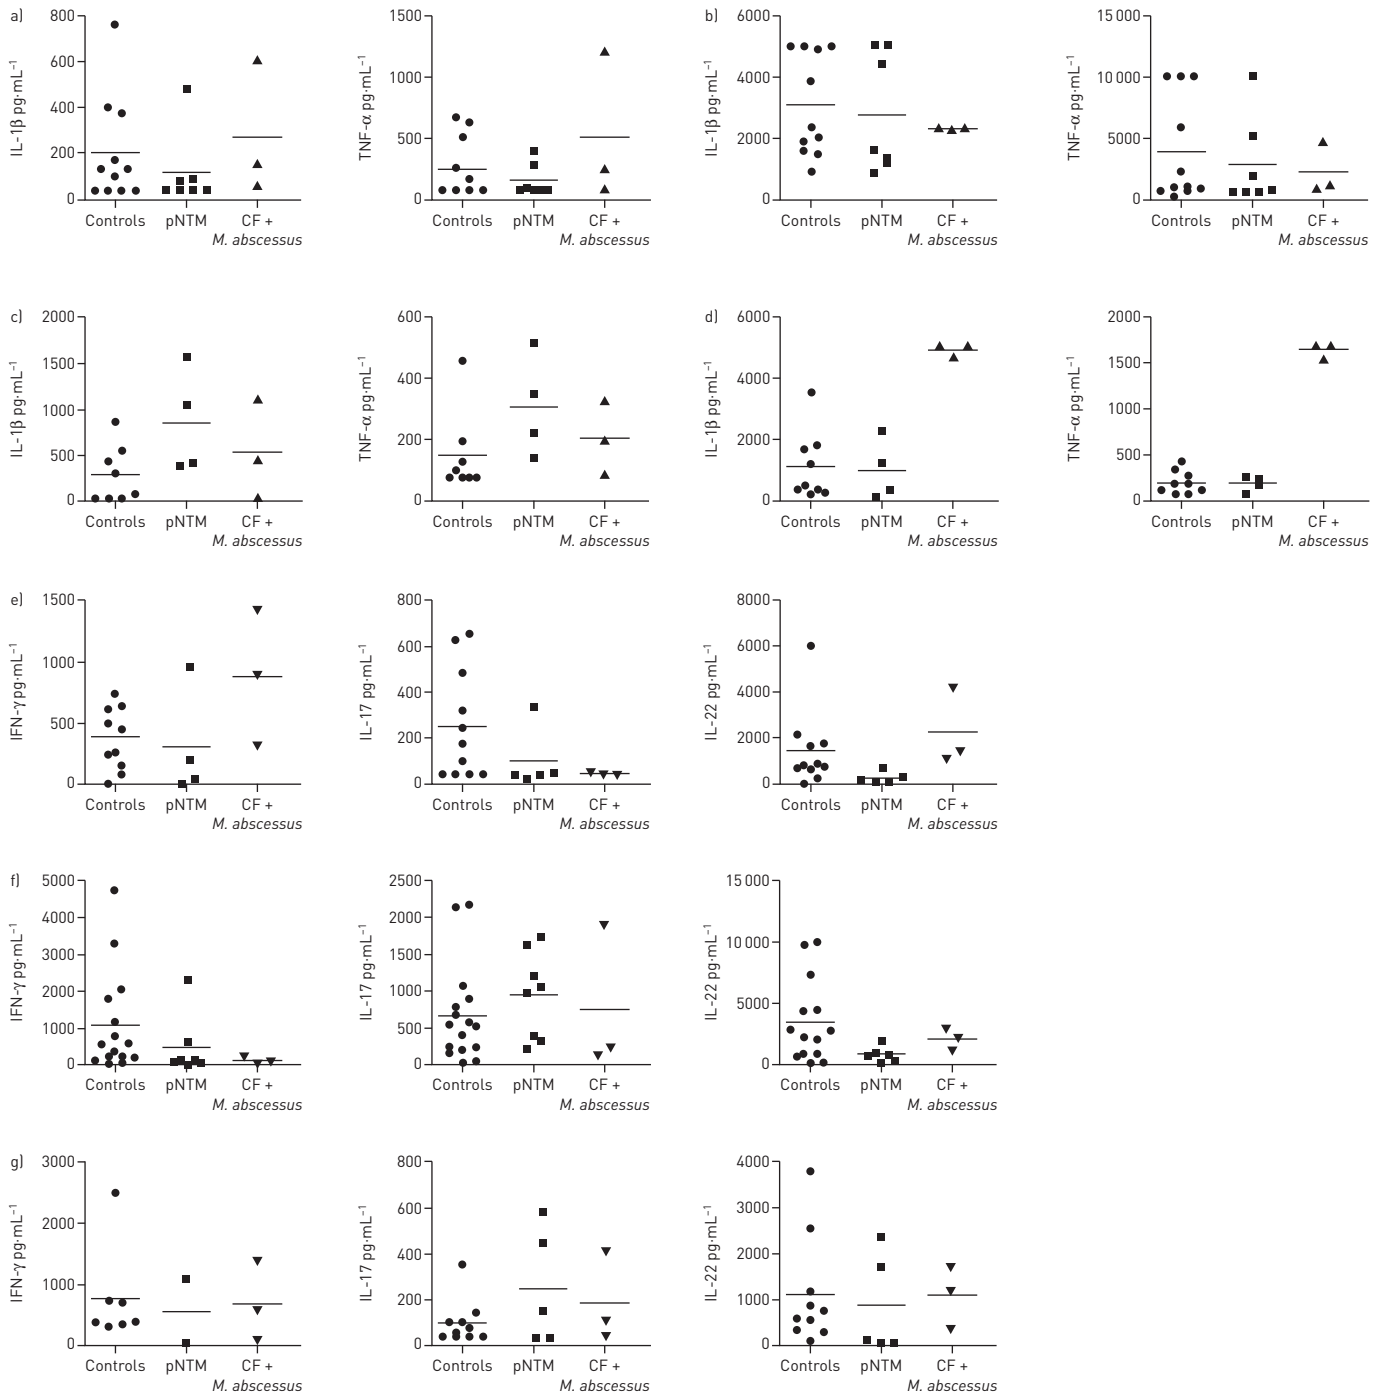 a)
IL-1β pg·mL⁻¹
800
600
400
200
0
Controls pNTM CF +
M. abscessus
TNF-α pg·mL⁻¹
1500
1000
500
0
Controls pNTM CF +
M. abscessus
b)
IL-1β pg·mL⁻¹
6000
4000
2000
0
Controls pNTM CF +
M. abscessus
TNF-α pg·mL⁻¹
15 000
10 000
5000
0
Controls pNTM CF +
M. abscessus
c)
IL-1β pg·mL⁻¹
2000
1500
1000
500
0
Controls pNTM CF +
M. abscessus
TNF-α pg·mL⁻¹
600
400
200
0
Controls pNTM CF +
M. abscessus
d)
IL-1β pg·mL⁻¹
6000
4000
2000
0
Controls pNTM CF +
M. abscessus
TNF-α pg·mL⁻¹
2000
1500
1000
500
0
Controls pNTM CF +
M. abscessus
e)
IFN-γ pg·mL⁻¹
1500
1000
500
0
Controls pNTM CF +
M. abscessus
IL-17 pg·mL⁻¹
800
600
400
200
0
Controls pNTM CF +
M. abscessus
IL-22 pg·mL⁻¹
8000
6000
4000
2000
0
Controls pNTM CF +
M. abscessus
f)
IFN-γ pg·mL⁻¹
5000
4000
3000
2000
1000
0
Controls pNTM CF +
M. abscessus
IL-17 pg·mL⁻¹
2500
2000
1500
1000
500
0
Controls pNTM CF +
M. abscessus
IL-22 pg·mL⁻¹
15 000
10 000
5000
0
Controls pNTM CF +
M. abscessus
g)
IFN-γ pg·mL⁻¹
3000
2000
1000
0
Controls pNTM CF +
M. abscessus
IL-17 pg·mL⁻¹
800
600
400
200
0
Controls pNTM CF +
M. abscessus
IL-22 pg·mL⁻¹
4000
3000
2000
1000
0
Controls pNTM CF +
M. abscessus